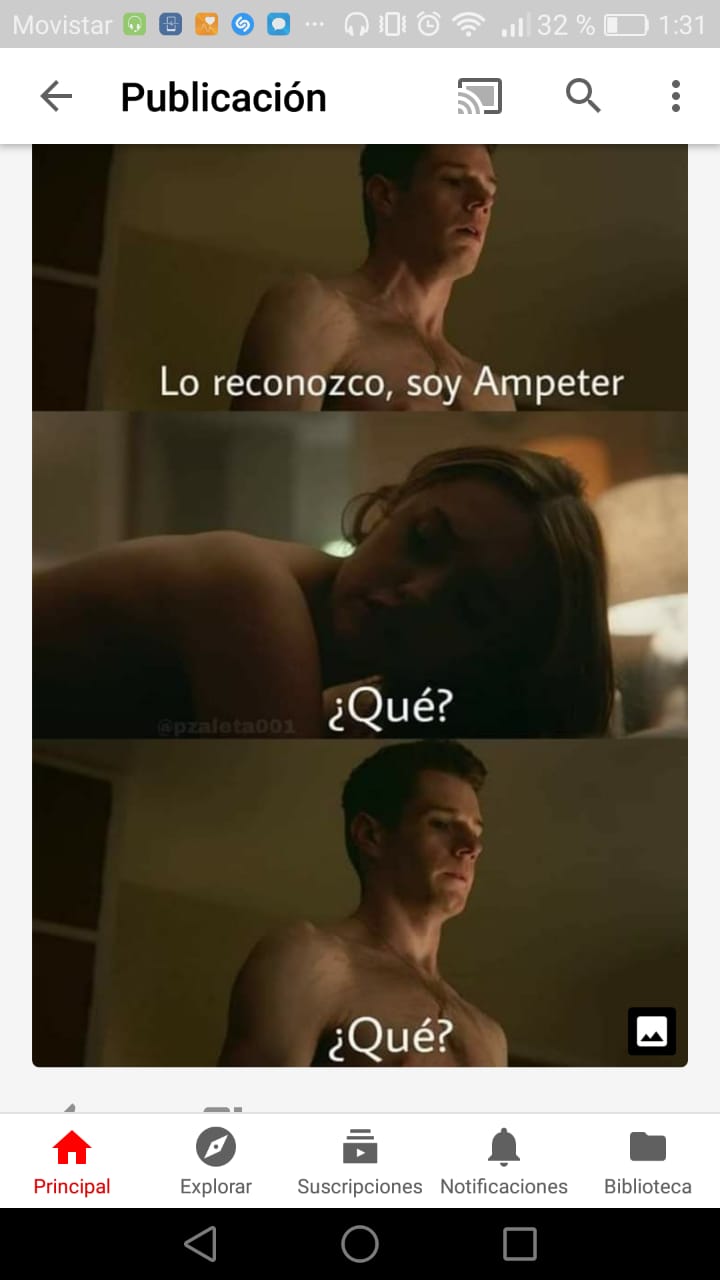 Movistar ... 32 % 1:31
Publicación
Lo reconozco, soy Ampeter
¿Qué?
@pzaleta001
¿Qué?
Principal Explorar Suscripciones Notificaciones Biblioteca